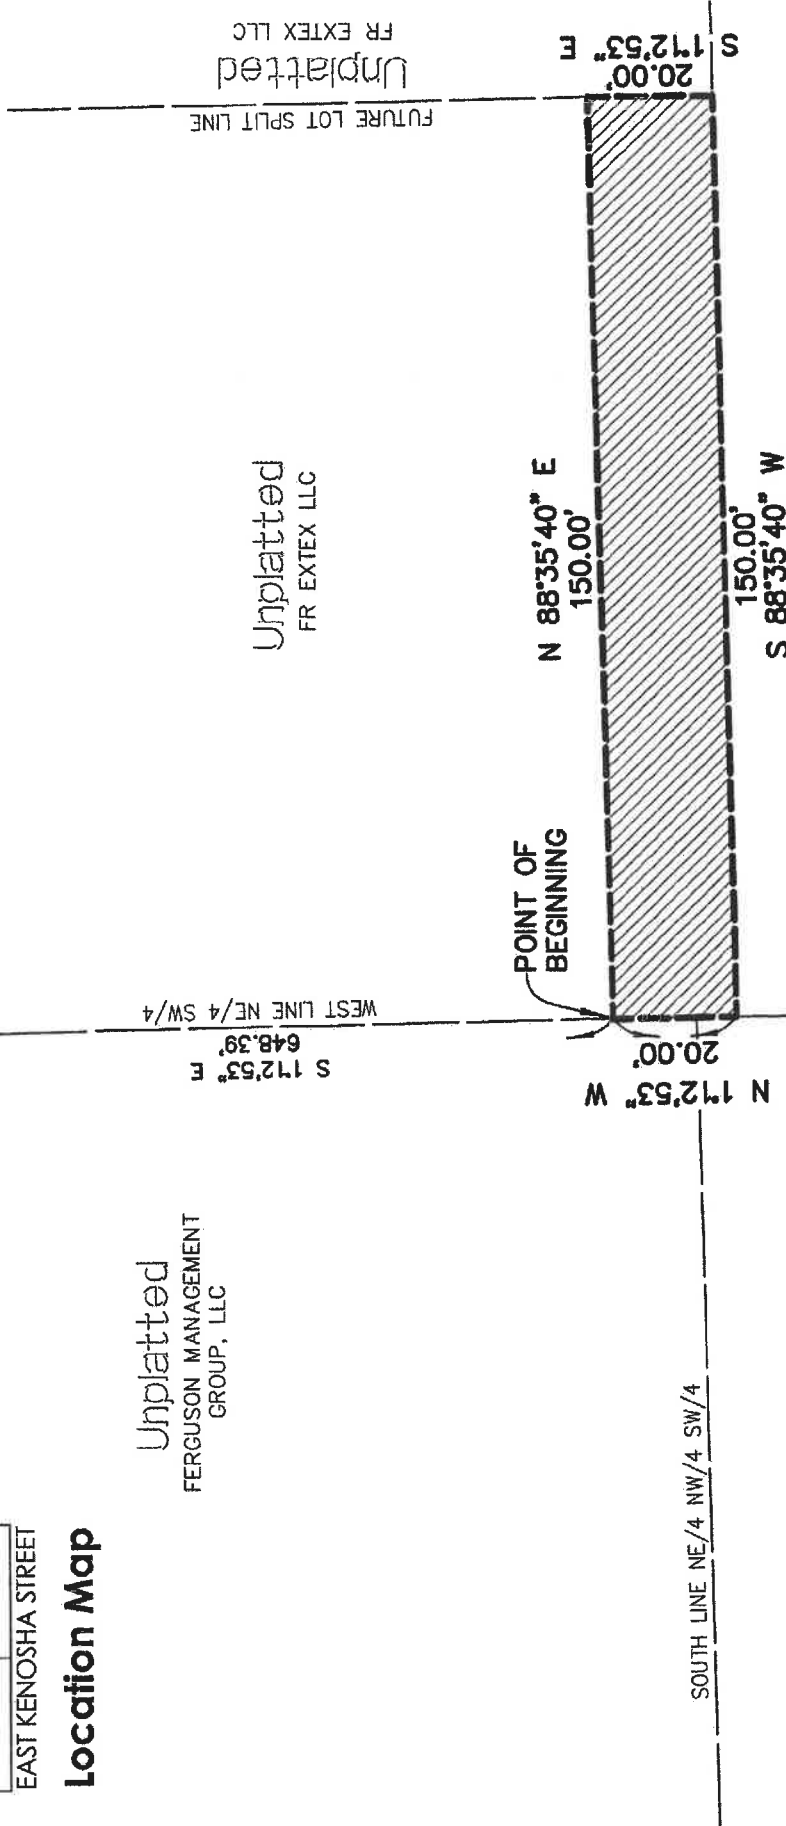 EAST KENOSHA STREET
Location Map
Unplatted
FERGUSON MANAGEMENT
GROUP, LLC
SOUTH LINE NE/4 NW/4 SW/4
S 1°12'53" E
648.39'
WEST LINE NE/4 SW/4
POINT OF
BEGINNING
N 1°12'53" W
20.00'
Unplatted
FR EXTEX LLC
N 88°35'40" E
150.00'
150.00'
S 88°35'40" W
FUTURE LOT SPLIT LINE
Unplatted
FR EXTEX LLC
20.00'
S 1°12'53" E